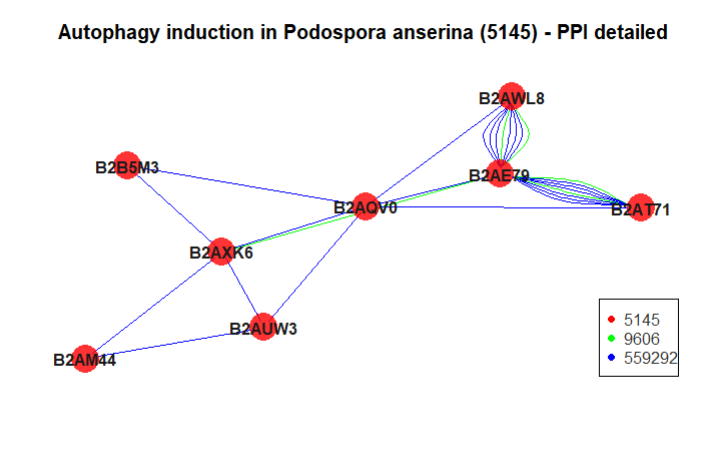 Autophagy induction in Podospora anserina (5145) - PPI detailed
B2AWL8
B2B5M3
B2AE79
B2AQV0
B2AT71
B2AXK6
B2AUW3
B2AM44
5145
9606
559292